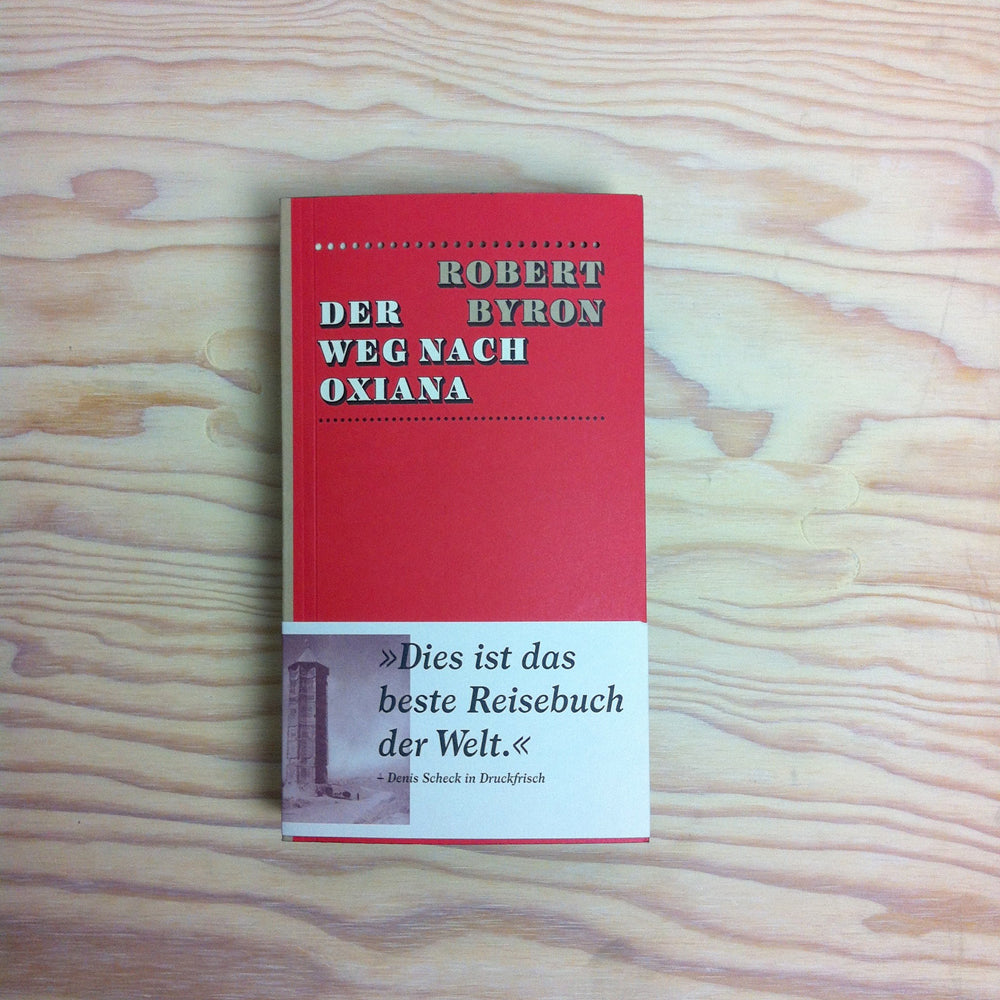 ROBERT
BYRON
DER
WEG NACH
OXIANA
»Dies ist das
beste Reisebuch
der Welt.«
– Denis Scheck in Druckfrisch